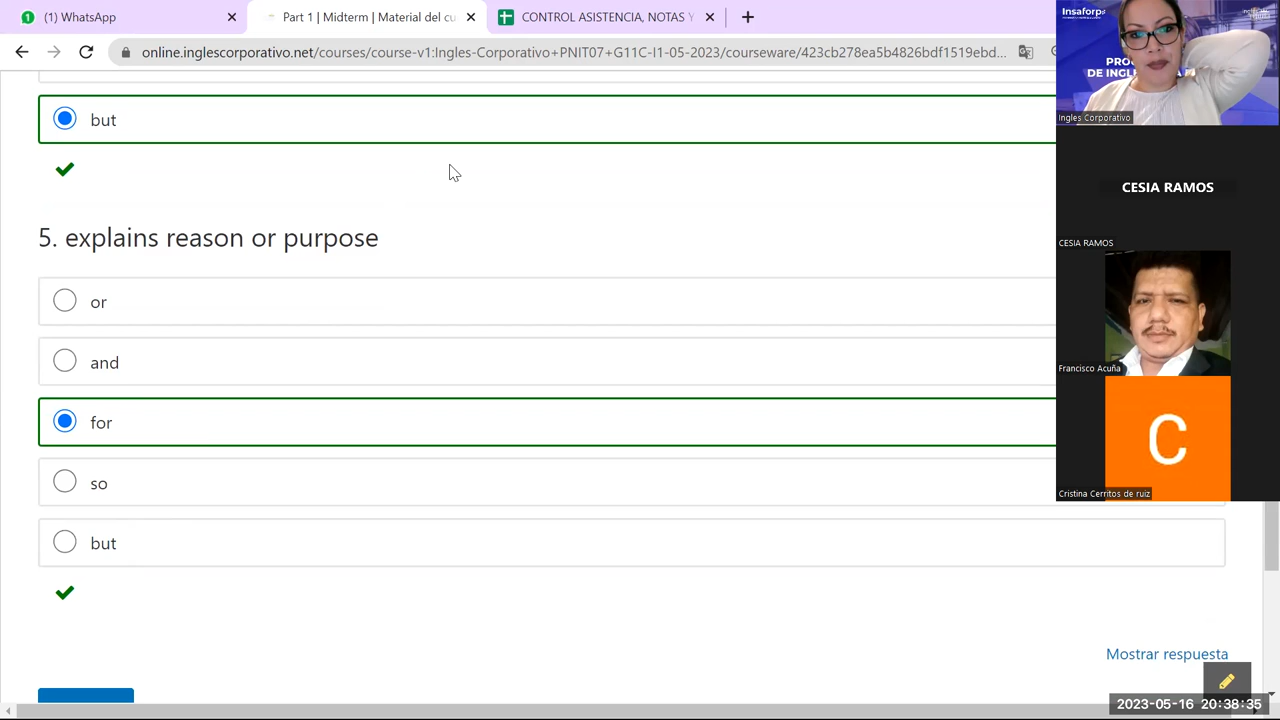 (1) WhatsApp
Part 1 | Midterm | Material del cu
CONTROL ASISTENCIA Y NOTAS
online.inglescorporativo.net/courses/course-v1:Ingles-Corporativo+PNIT07+G11C-I1-05-2023/courseware/423cb278ea5b4826bdf1519ebd...
but
5. explains reason or purpose
or
and
for
so
but
Mostrar respuesta
Insaforp
Ingles Corporativo
CESIA RAMOS
CESIA RAMOS
Francisco Acuña
C
Cristina Cerritos de ruiz
2023-05-16 20:38:35